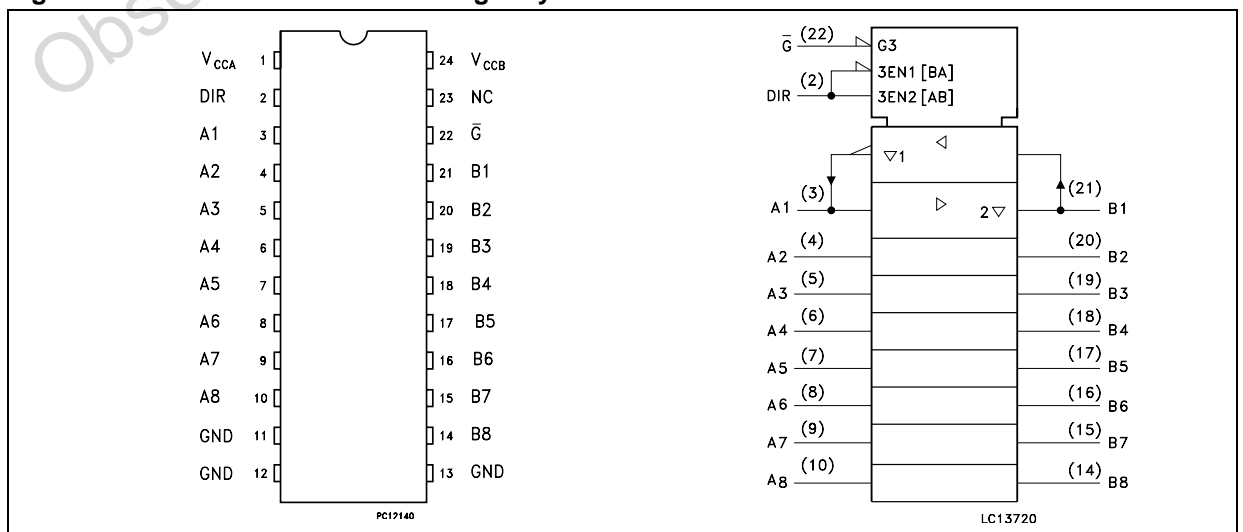 Obs
V_CCA 1 24 V_CCB
DIR 2 23 NC
A1 3 22 G̅
A2 4 21 B1
A3 5 20 B2
A4 6 19 B3
A5 7 18 B4
A6 8 17 B5
A7 9 16 B6
A8 10 15 B7
GND 11 14 B8
GND 12 13 GND
PC12140
G̅ (22) G3
3EN1 [BA]
DIR (2) 3EN2 [AB]
▽1 ◁
A1 (3) ▷ 2▽ (21) B1
A2 (4) (20) B2
A3 (5) (19) B3
A4 (6) (18) B4
A5 (7) (17) B5
A6 (8) (16) B6
A7 (9) (15) B7
A8 (10) (14) B8
LC13720